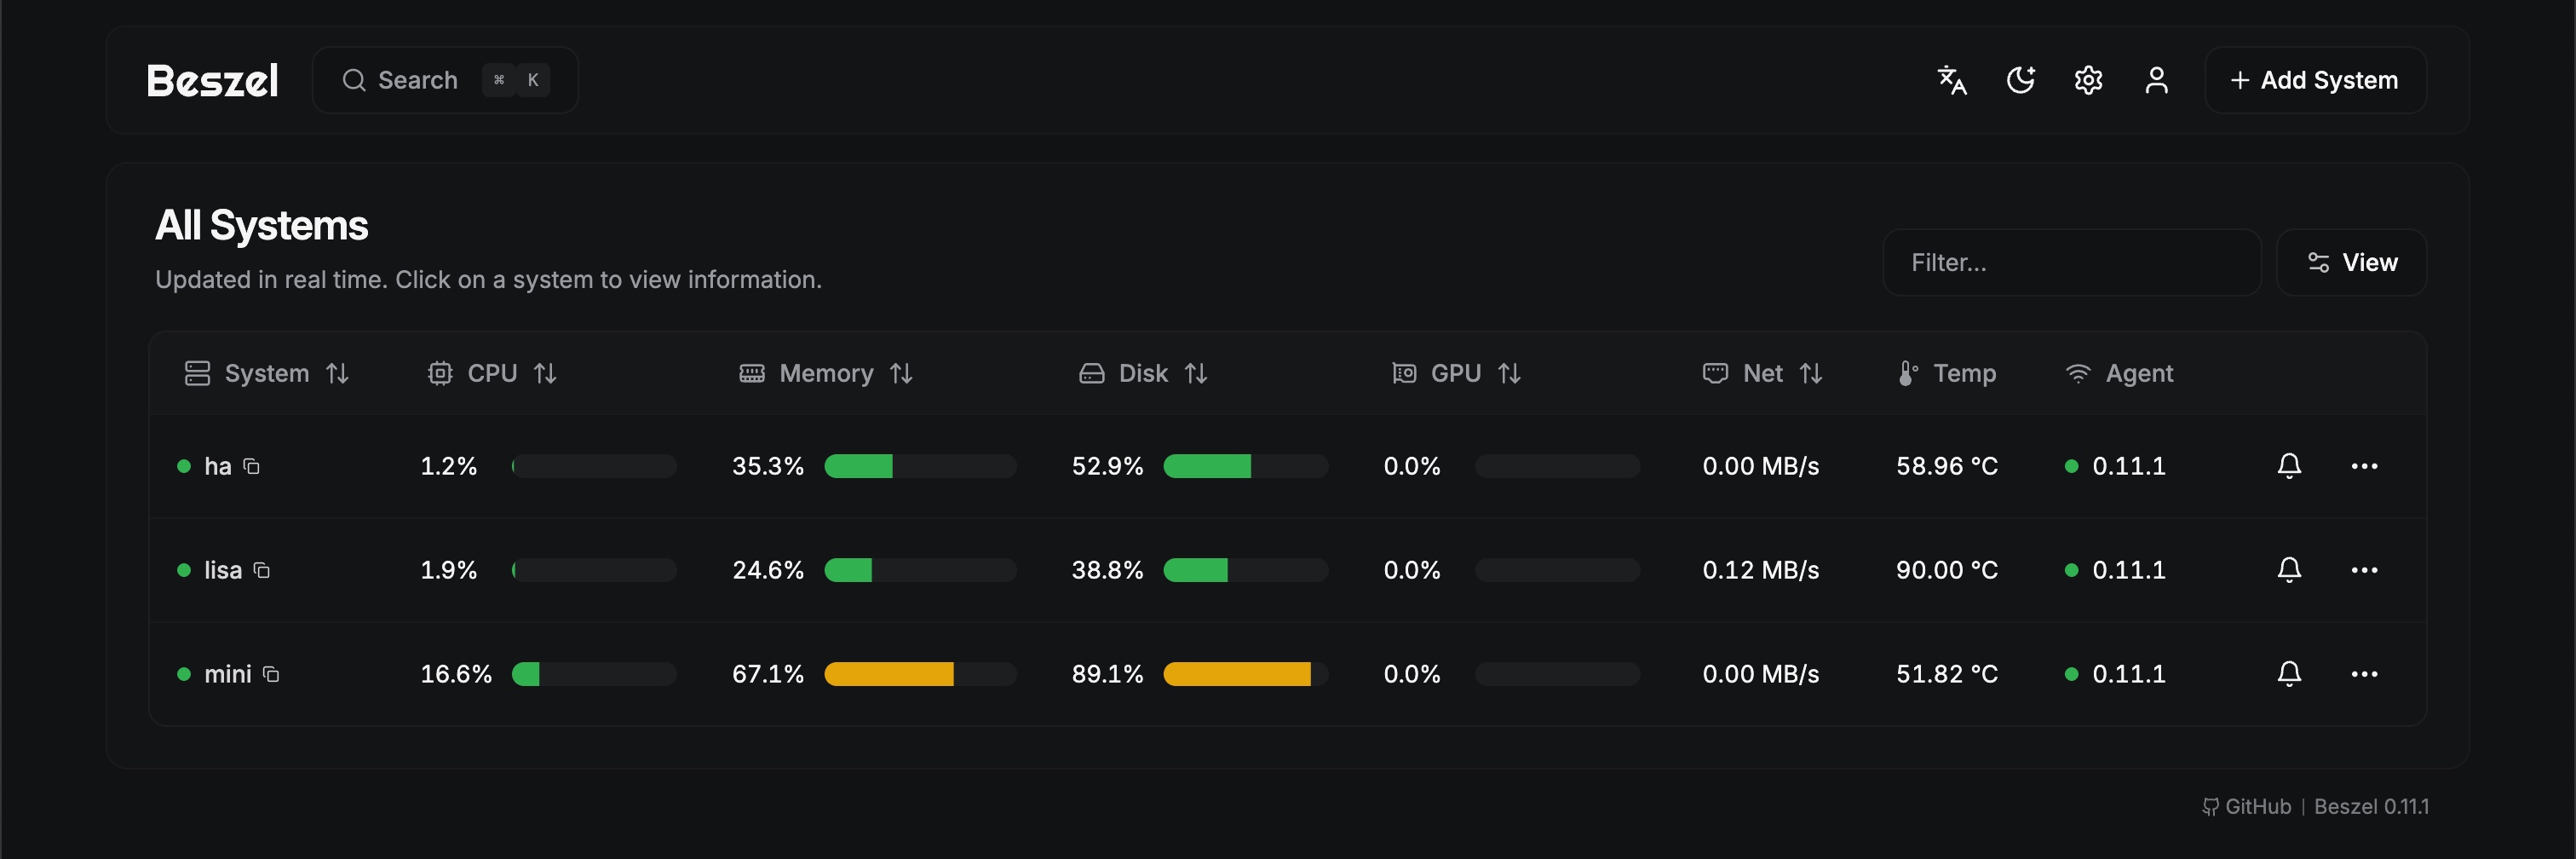 Beszel Search ⌘ K Add System
All Systems
Updated in real time. Click on a system to view information.
Filter... View
System CPU Memory Disk GPU Net Temp Agent
ha 1.2% 35.3% 52.9% 0.0% 0.00 MB/s 58.96 °C 0.11.1
lisa 1.9% 24.6% 38.8% 0.0% 0.12 MB/s 90.00 °C 0.11.1
mini 16.6% 67.1% 89.1% 0.0% 0.00 MB/s 51.82 °C 0.11.1
GitHub | Beszel 0.11.1